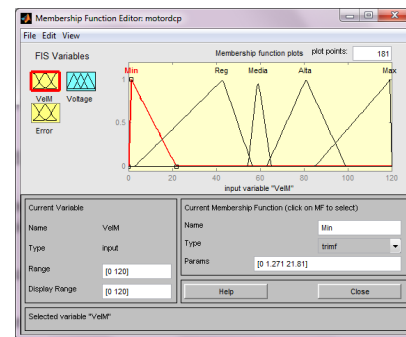 Membership Function Editor: motordcp
File Edit View
FIS Variables
Membership function plots plot points: 181
VelM Voltage
Error
Min Reg Media Alta Max
1
0.5
0
0 20 40 60 80 100 120
input variable "VelM"
Current Variable
Name VelM
Type input
Range [0 120]
Display Range [0 120]
Current Membership Function (click on MF to select)
Name Min
Type trimf
Params [0 1.271 21.81]
Help Close
Selected variable "VelM"